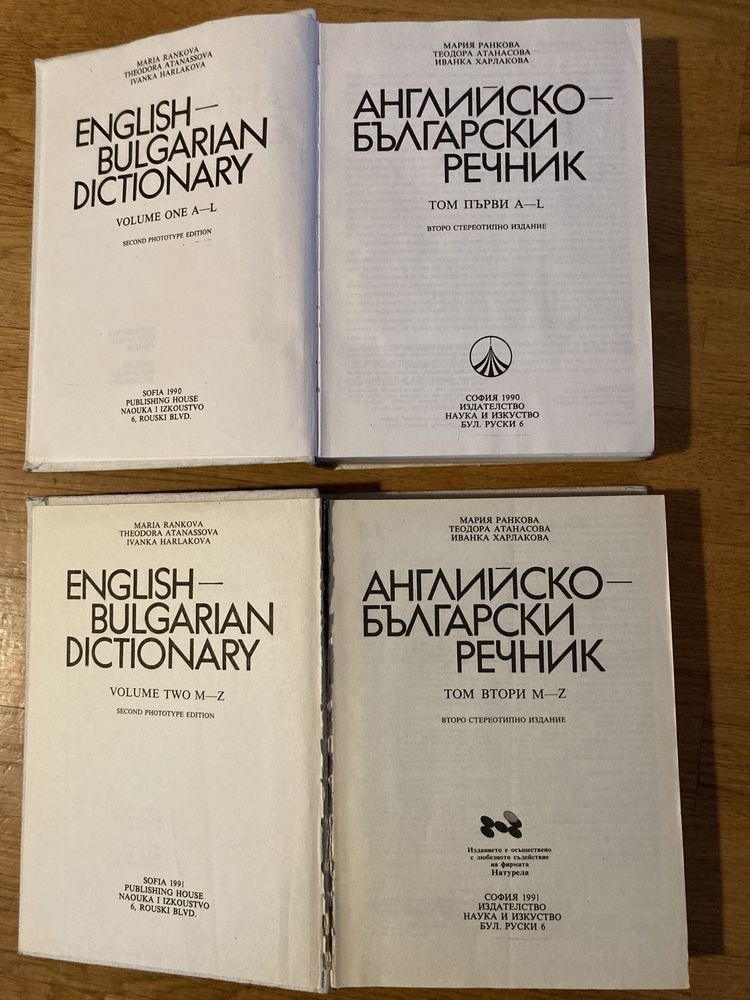 MARIA RANKOVA
THEODORA ATANASSOVA
IVANKA HARLAKOVA
ENGLISH—
BULGARIAN
DICTIONARY
VOLUME ONE A—L
SECOND PHOTOTYPE EDITION
SOFIA 1990
PUBLISHING HOUSE
NAOUKA I IZKOUSTVO
6, ROUSKI BLVD.
МАРИЯ РАНКОВА
ТЕОДОРА АТАНАСОВА
ИВАНКА ХАРЛАКОВА
АНГЛИЙСКО—
БЪЛГАРСКИ
РЕЧНИК
ТОМ ПЪРВИ A—L
ВТОРО СТЕРЕОТИПНО ИЗДАНИЕ
СОФИЯ 1990
ИЗДАТЕЛСТВО
НАУКА И ИЗКУСТВО
БУЛ. РУСКИ 6
MARIA RANKOVA
THEODORA ATANASSOVA
IVANKA HARLAKOVA
ENGLISH—
BULGARIAN
DICTIONARY
VOLUME TWO M—Z
SECOND PHOTOTYPE EDITION
SOFIA 1991
PUBLISHING HOUSE
NAOUKA I IZKOUSTVO
6, ROUSKI BLVD.
МАРИЯ РАНКОВА
ТЕОДОРА АТАНАСОВА
ИВАНКА ХАРЛАКОВА
АНГЛИЙСКО—
БЪЛГАРСКИ
РЕЧНИК
ТОМ ВТОРИ M—Z
ВТОРО СТЕРЕОТИПНО ИЗДАНИЕ
Изданието е осъществено
с любезното съдействие
на фирмата
Натурела
СОФИЯ 1991
ИЗДАТЕЛСТВО
НАУКА И ИЗКУСТВО
БУЛ. РУСКИ 6